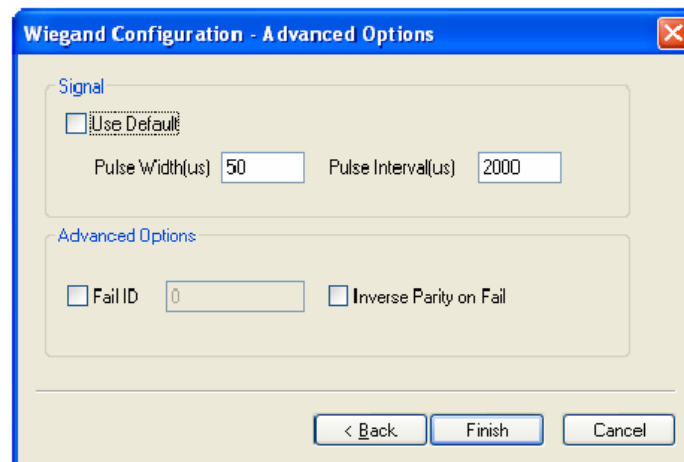 Wiegand Configuration - Advanced Options
Signal
Use Default
Pulse Width(us) 50 Pulse Interval(us) 2000
Advanced Options
Fail ID 0 Inverse Parity on Fail
< Back Finish Cancel